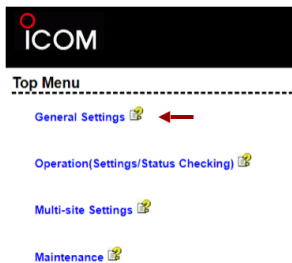 ICOM
Top Menu
General Settings
Operation(Settings/Status Checking)
Multi-site Settings
Maintenance